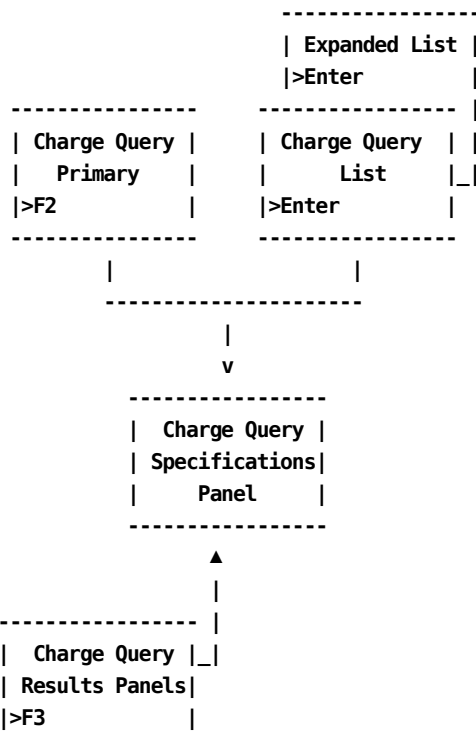 Expanded List
>Enter
Charge Query
Primary
>F2
Charge Query
List
>Enter
v
Charge Query
Specifications
Panel
Charge Query
Results Panels
>F3